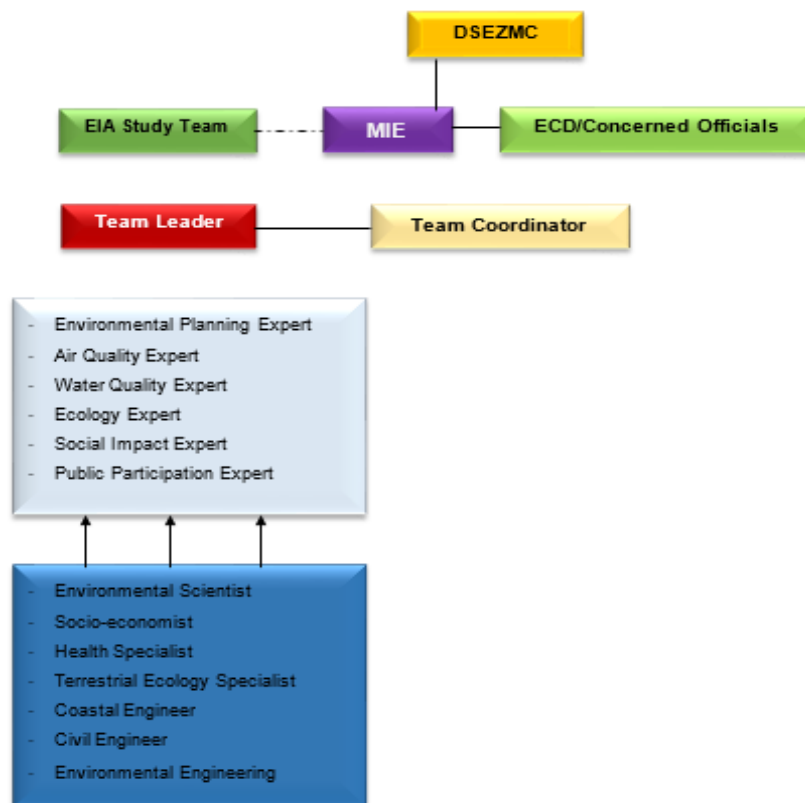 DSEZMC
EIA Study Team
MIE
ECD/Concerned Officials
Team Leader
Team Coordinator
- Environmental Planning Expert
- Air Quality Expert
- Water Quality Expert
- Ecology Expert
- Social Impact Expert
- Public Participation Expert
- Environmental Scientist
- Socio-economist
- Health Specialist
- Terrestrial Ecology Specialist
- Coastal Engineer
- Civil Engineer
- Environmental Engineering